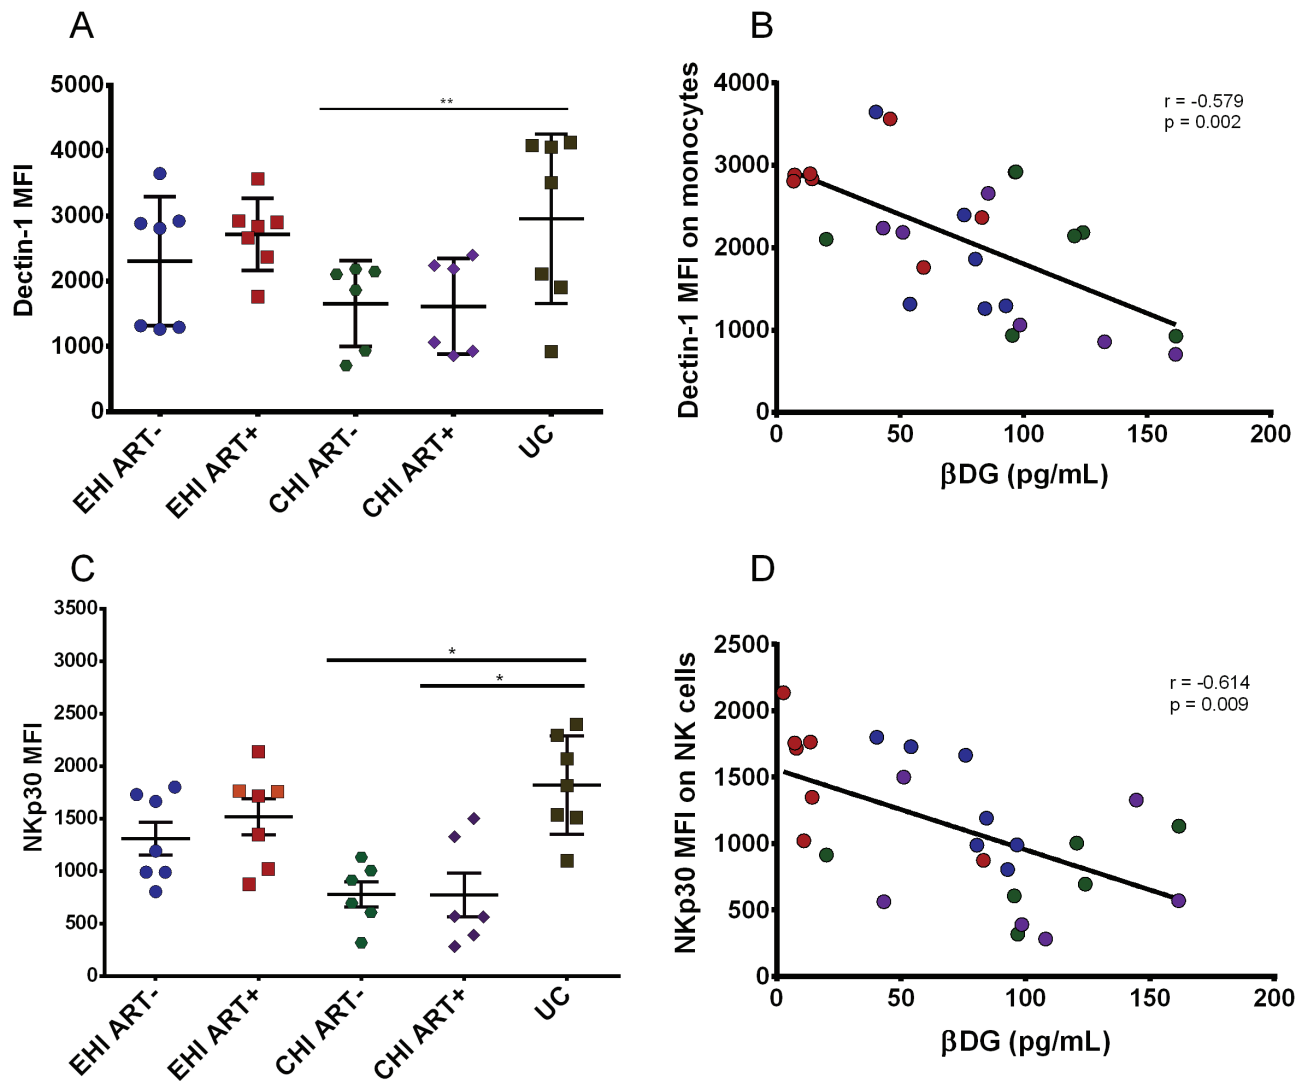 A
5000
4000
3000
2000
1000
0
Dectin-1 MFI
**
EHI ART-
EHI ART+
CHI ART-
CHI ART+
UC
B
4000
3000
2000
1000
0
Dectin-1 MFI on monocytes
r = -0.579
p = 0.002
0
50
100
150
200
βDG (pg/mL)
C
3500
3000
2500
2000
1500
1000
500
0
NKp30 MFI
*
*
EHI ART-
EHI ART+
CHI ART-
CHI ART+
UC
D
2500
2000
1500
1000
500
0
NKp30 MFI on NK cells
r = -0.614
p = 0.009
0
50
100
150
200
βDG (pg/mL)